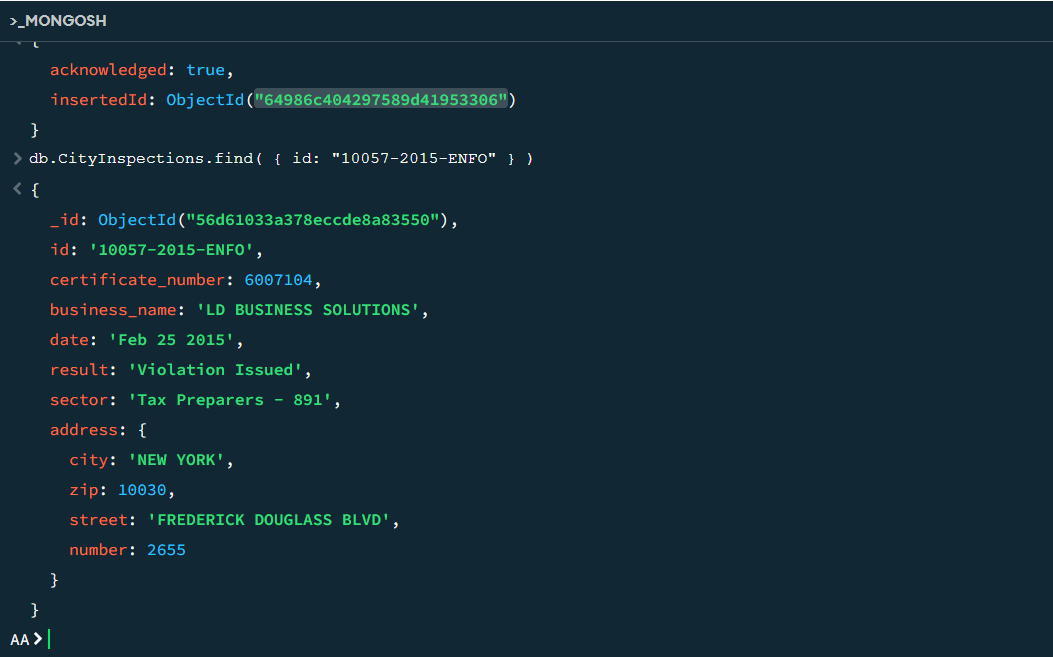 >_MONGOSH
{
acknowledged: true,
insertedId: ObjectId("64986c404297589d41953306")
}
> db.CityInspections.find( { id: "10057-2015-ENFO" } )
< {
_id: ObjectId("56d61033a378eccde8a83550"),
id: '10057-2015-ENFO',
certificate_number: 6007104,
business_name: 'LD BUSINESS SOLUTIONS',
date: 'Feb 25 2015',
result: 'Violation Issued',
sector: 'Tax Preparers - 891',
address: {
city: 'NEW YORK',
zip: 10030,
street: 'FREDERICK DOUGLASS BLVD',
number: 2655
}
}
AA >